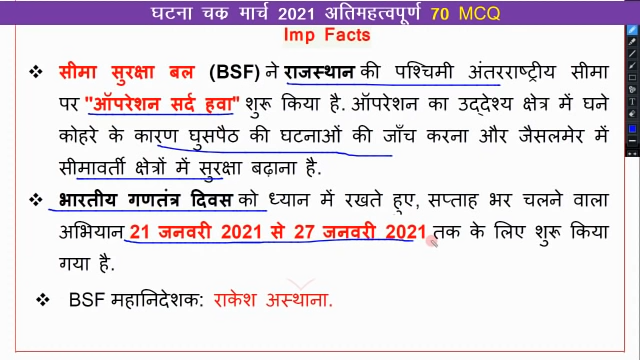 घटना चक्र मार्च 2021 अतिमहत्वपूर्ण 70 MCQ
Imp Facts
❖ सीमा सुरक्षा बल (BSF) ने राजस्थान की पश्चिमी अंतरराष्ट्रीय सीमा
पर "ऑपरेशन सर्द हवा" शुरू किया है. ऑपरेशन का उद्देश्य क्षेत्र में घने
कोहरे के कारण घुसपैठ की घटनाओं की जाँच करना और जैसलमेर में
सीमावर्ती क्षेत्रों में सुरक्षा बढ़ाना है.
❖ भारतीय गणतंत्र दिवस को ध्यान में रखते हुए, सप्ताह भर चलने वाला
अभियान 21 जनवरी 2021 से 27 जनवरी 2021 तक के लिए शुरू किया
गया है.
❖ BSF महानिदेशक: राकेश अस्थाना.